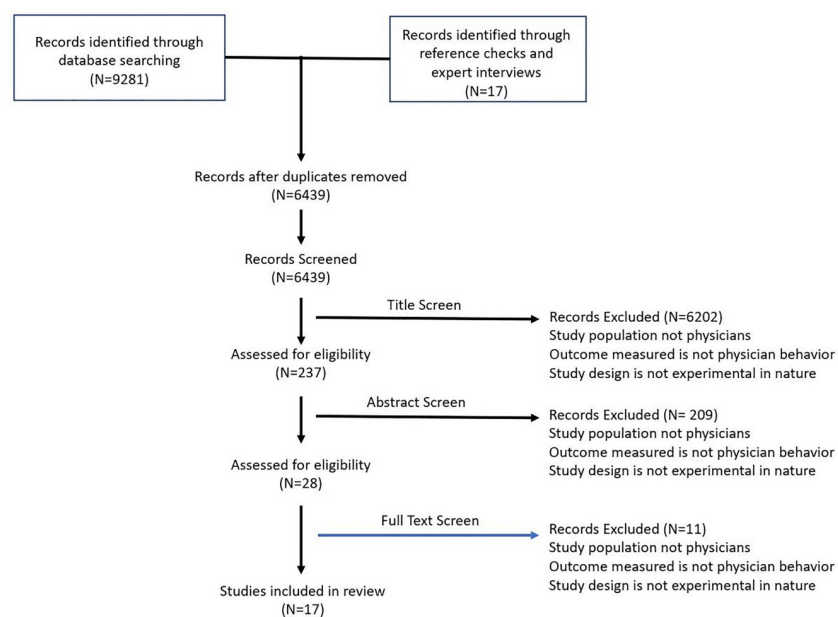 Records identified through
database searching
(N=9281)
Records identified through
reference checks and
expert interviews
(N=17)
Records after duplicates removed
(N=6439)
Records Screened
(N=6439)
Title Screen
Records Excluded (N=6202)
Study population not physicians
Outcome measured is not physician behavior
Study design is not experimental in nature
Assessed for eligibility
(N=237)
Abstract Screen
Records Excluded (N= 209)
Study population not physicians
Outcome measured is not physician behavior
Study design is not experimental in nature
Assessed for eligibility
(N=28)
Full Text Screen
Records Excluded (N=11)
Study population not physicians
Outcome measured is not physician behavior
Study design is not experimental in nature
Studies included in review
(N=17)